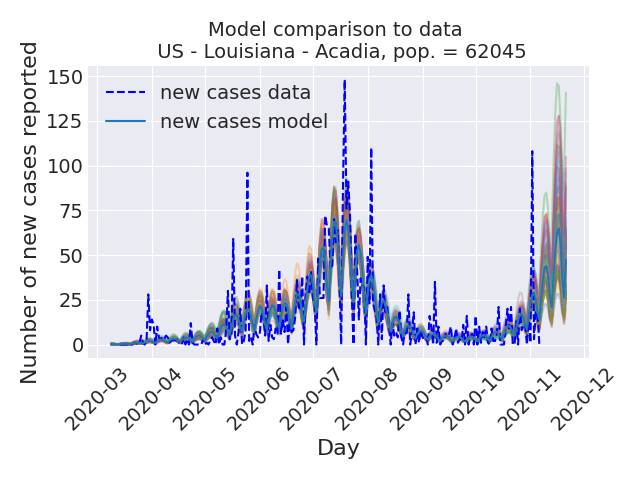 Model comparison to data
US - Louisiana - Acadia, pop. = 62045
Number of new cases reported
150
125
100
75
50
25
0
new cases data
new cases model
2020-03
2020-04
2020-05
2020-06
2020-07
2020-08
2020-09
2020-10
2020-11
2020-12
Day